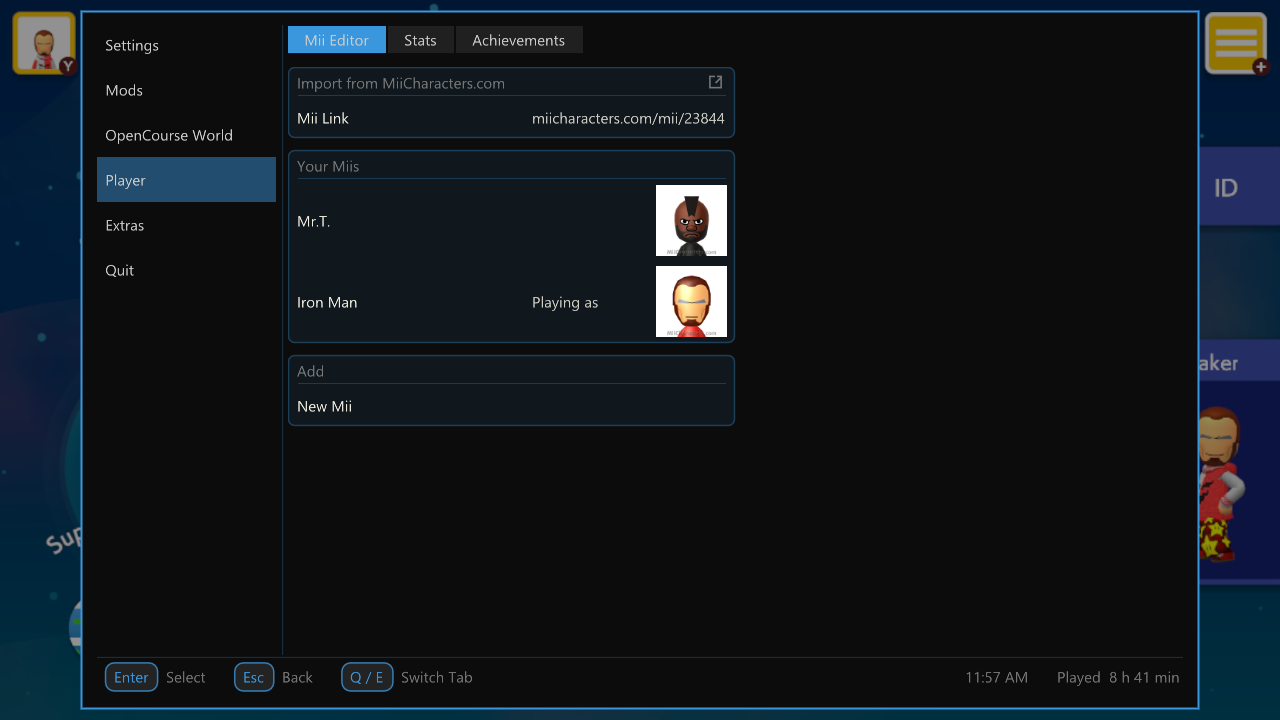 Y
+
Settings
Mods
OpenCourse World
Player
Extras
Quit
Mii Editor
Stats
Achievements
Import from MiiCharacters.com
Mii Link
miicharacters.com/mii/23844
Your Miis
Mr.T.
Iron Man
Playing as
Add
New Mii
ID
aker
Sup
Enter Select
Esc Back
Q / E Switch Tab
11:57 AM
Played 8 h 41 min